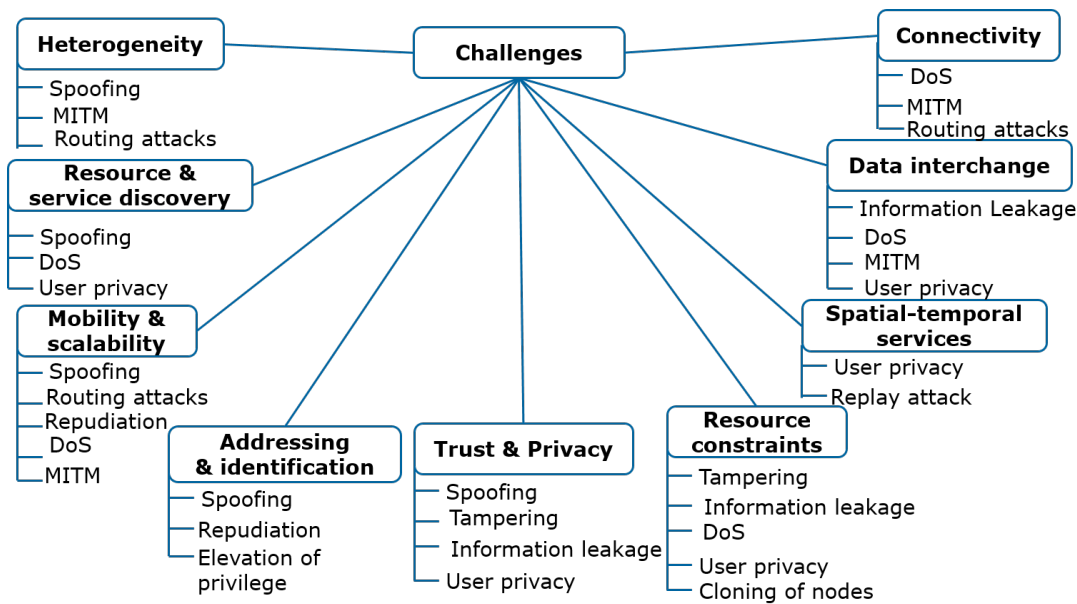 Challenges
Heterogeneity
Spoofing
MITM
Routing attacks
Resource &
service discovery
Spoofing
DoS
User privacy
Mobility &
scalability
Spoofing
Routing attacks
Repudiation
DoS
MITM
Addressing
& identification
Spoofing
Repudiation
Elevation of
privilege
Trust & Privacy
Spoofing
Tampering
Information leakage
User privacy
Resource
constraints
Tampering
Information leakage
DoS
User privacy
Cloning of nodes
Spatial-temporal
services
User privacy
Replay attack
Data interchange
Information Leakage
DoS
MITM
User privacy
Connectivity
DoS
MITM
Routing attacks